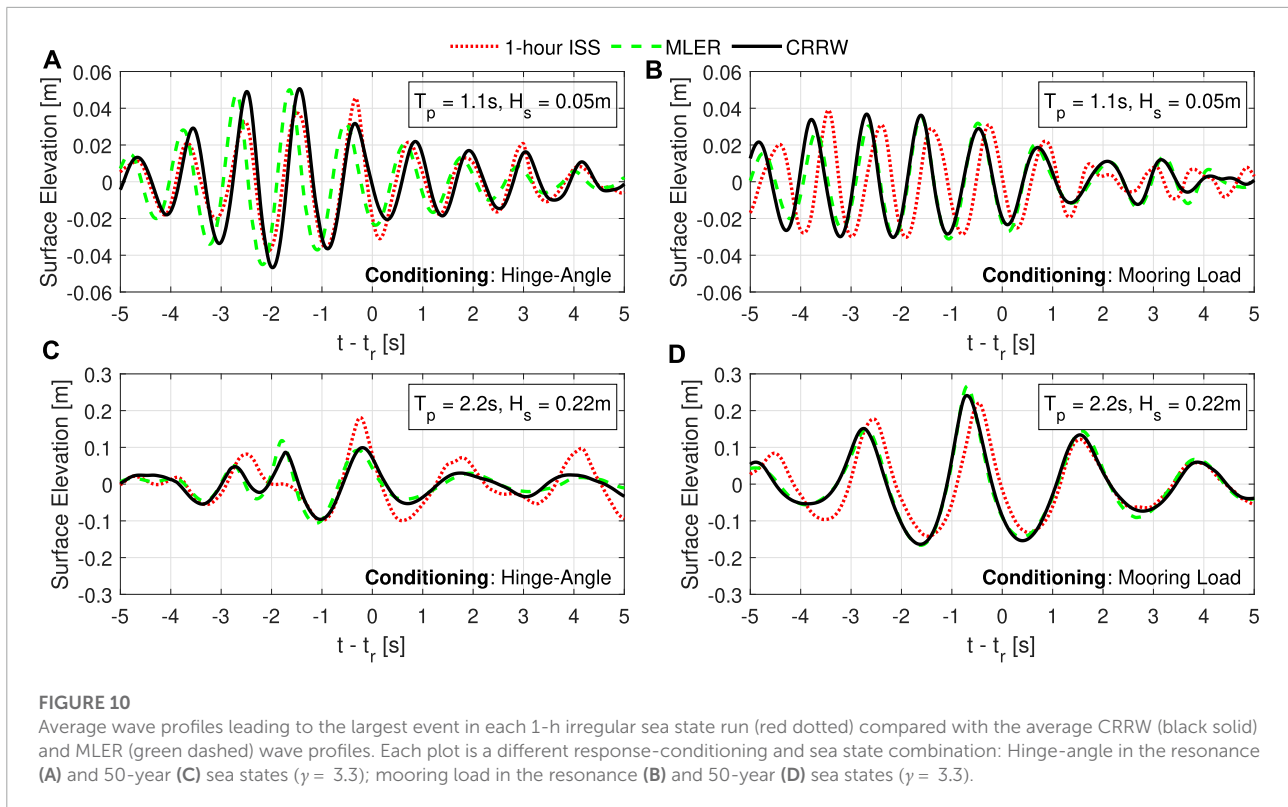 1-hour ISS MLER CRRW
A
0.06
0.04
0.02
0
-0.02
-0.04
-0.06
Surface Elevation [m]
T_p = 1.1s, H_s = 0.05m
Conditioning: Hinge-Angle
-5 -4 -3 -2 -1 0 1 2 3 4 5
t - t_r [s]
B
0.06
0.04
0.02
0
-0.02
-0.04
-0.06
Surface Elevation [m]
T_p = 1.1s, H_s = 0.05m
Conditioning: Mooring Load
-5 -4 -3 -2 -1 0 1 2 3 4 5
t - t_r [s]
C
0.3
0.2
0.1
0
-0.1
-0.2
-0.3
Surface Elevation [m]
T_p = 2.2s, H_s = 0.22m
Conditioning: Hinge-Angle
-5 -4 -3 -2 -1 0 1 2 3 4 5
t - t_r [s]
D
0.3
0.2
0.1
0
-0.1
-0.2
-0.3
Surface Elevation [m]
T_p = 2.2s, H_s = 0.22m
Conditioning: Mooring Load
-5 -4 -3 -2 -1 0 1 2 3 4 5
t - t_r [s]
FIGURE 10
Average wave profiles leading to the largest event in each 1-h irregular sea state run (red dotted) compared with the average CRRW (black solid)
and MLER (green dashed) wave profiles. Each plot is a different response-conditioning and sea state combination: Hinge-angle in the resonance
(A) and 50-year (C) sea states (γ = 3.3); mooring load in the resonance (B) and 50-year (D) sea states (γ = 3.3).